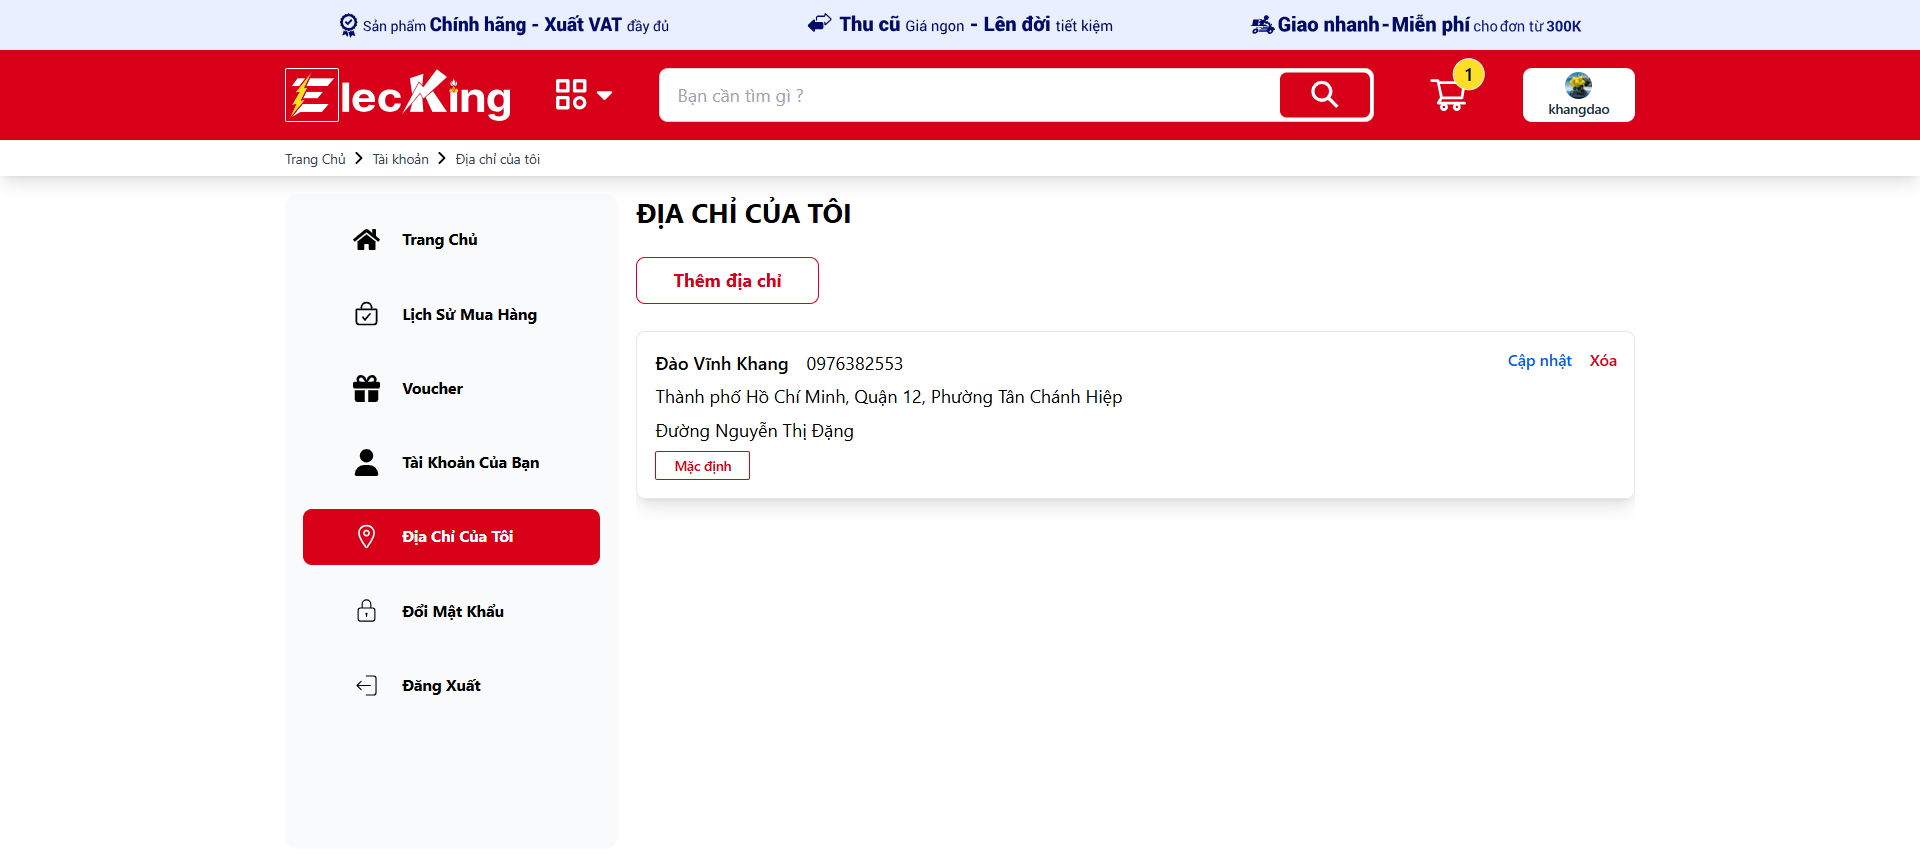 Sản phẩm Chính hãng - Xuất VAT đầy đủ
Thu cũ Giá ngon - Lên đời tiết kiệm
Giao nhanh - Miễn phí cho đơn từ 300K
ElecKing
Bạn cần tìm gì ?
1
khangdao
Trang Chủ
Tài khoản
Địa chỉ của tôi
Trang Chủ
Lịch Sử Mua Hàng
Voucher
Tài Khoản Của Bạn
Địa Chỉ Của Tôi
Đổi Mật Khẩu
Đăng Xuất
ĐỊA CHỈ CỦA TÔI
Thêm địa chỉ
Đào Vĩnh Khang 0976382553
Cập nhật Xóa
Thành phố Hồ Chí Minh, Quận 12, Phường Tân Chánh Hiệp
Đường Nguyễn Thị Đặng
Mặc định